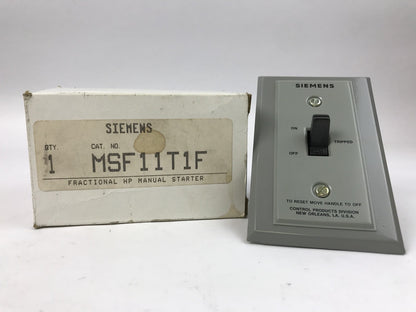 SIEMENS
QTY. CAT. NO.
1 MSF11T1F
FRACTIONAL HP MANUAL STARTER
SIEMENS
ON
TRIPPED
OFF
TO RESET MOVE HANDLE TO OFF
CONTROL PRODUCTS DIVISION
NEW ORLEANS, LA. U.S.A.